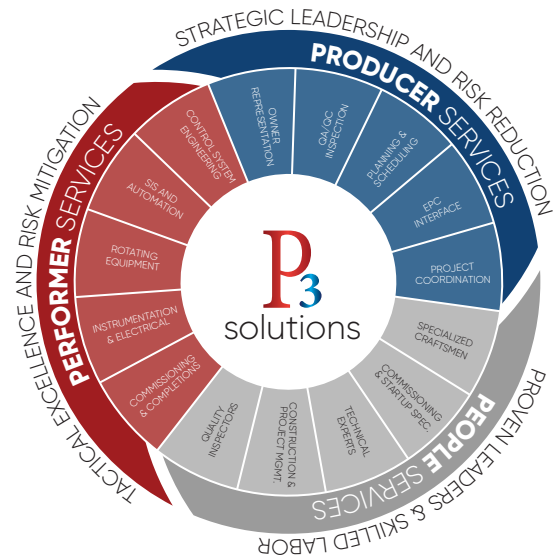 STRATEGIC LEADERSHIP AND RISK REDUCTION
PRODUCER SERVICES
OWNER
REPRESENTATION
QA/QC
INSPECTION
PLANNING &
SCHEDULING
EPC
INTERFACE
PROJECT
COORDINATION
PROVEN LEADERS & SKILLED LABOR
PEOPLE SERVICES
SPECIALIZED
CRAFTSMEN
COMMISSIONING
& STARTUP SPEC.
TECHNICAL
EXPERTS
CONSTRUCTION &
PROJECT MGMT.
QUALITY
INSPECTORS
TACTICAL EXCELLENCE AND RISK MITIGATION
PERFORMER SERVICES
COMMISSIONING
& COMPLETIONS
INSTRUMENTATION
& ELECTRICAL
ROTATING
EQUIPMENT
SIS AND
AUTOMATION
CONTROL SYSTEM
ENGINEERING
P3
solutions